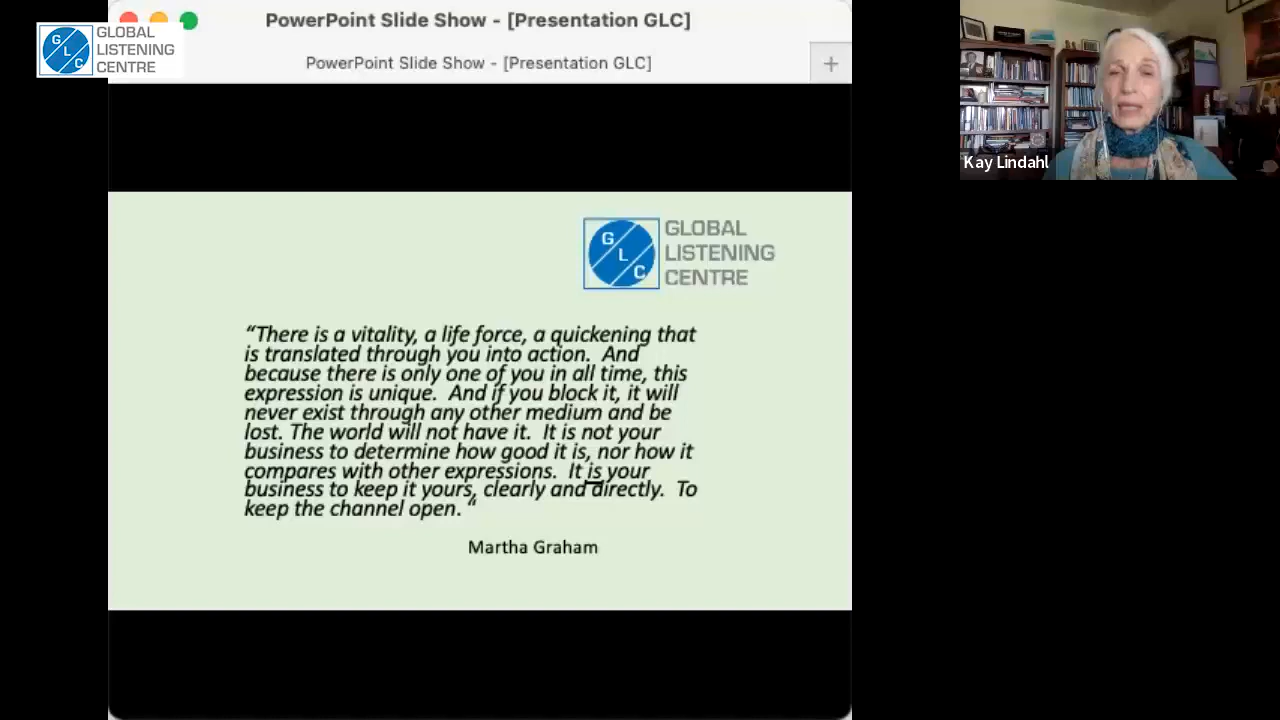 PowerPoint Slide Show - [Presentation GLC]
GLOBAL
LISTENING
CENTRE
G
L
C
PowerPoint Slide Show - [Presentation GLC]
+
Kay Lindahl
G
L
C
GLOBAL
LISTENING
CENTRE
“There is a vitality, a life force, a quickening that
is translated through you into action.  And
because there is only one of you in all time, this
expression is unique.  And if you block it, it will
never exist through any other medium and be
lost. The world will not have it.  It is not your
business to determine how good it is, nor how it
compares with other expressions.  It is your
business to keep it yours, clearly and directly.  To
keep the channel open. “
Martha Graham